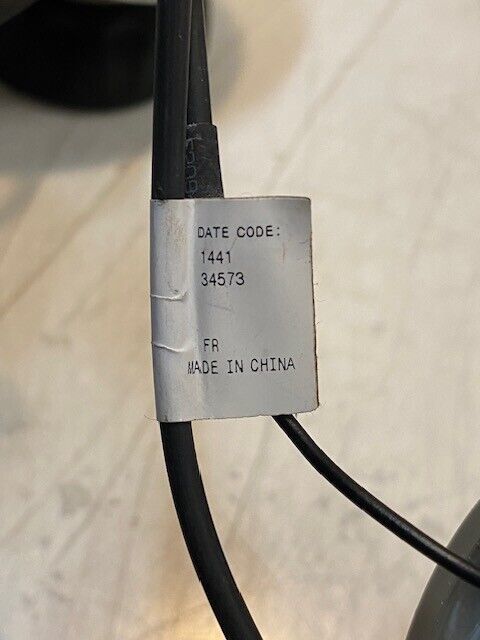 DATE CODE:
1441
34573
FR
MADE IN CHINA